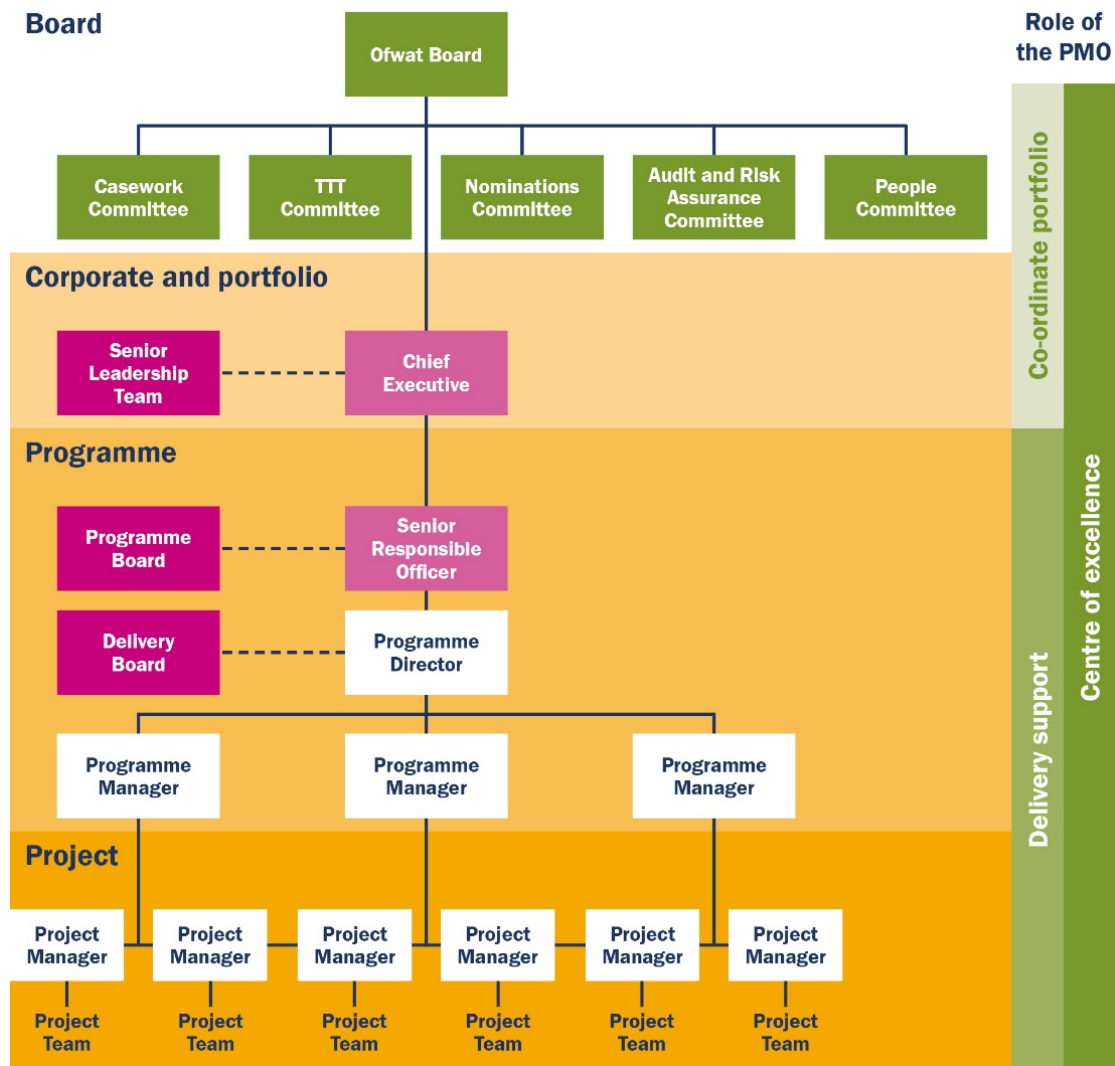 Board
Role of
the PMO
Ofwat Board
Casework
Committee
TTT
Committee
Nominations
Committee
Audit and Risk
Assurance
Committee
People
Committee
Co-ordinate portfolio
Centre of excellence
Corporate and portfolio
Senior
Leadership
Team
Chief
Executive
Programme
Programme
Board
Senior
Responsible
Officer
Delivery
Board
Programme
Director
Delivery support
Programme
Manager
Programme
Manager
Programme
Manager
Project
Project
Manager
Project
Manager
Project
Manager
Project
Manager
Project
Manager
Project
Manager
Project
Team
Project
Team
Project
Team
Project
Team
Project
Team
Project
Team